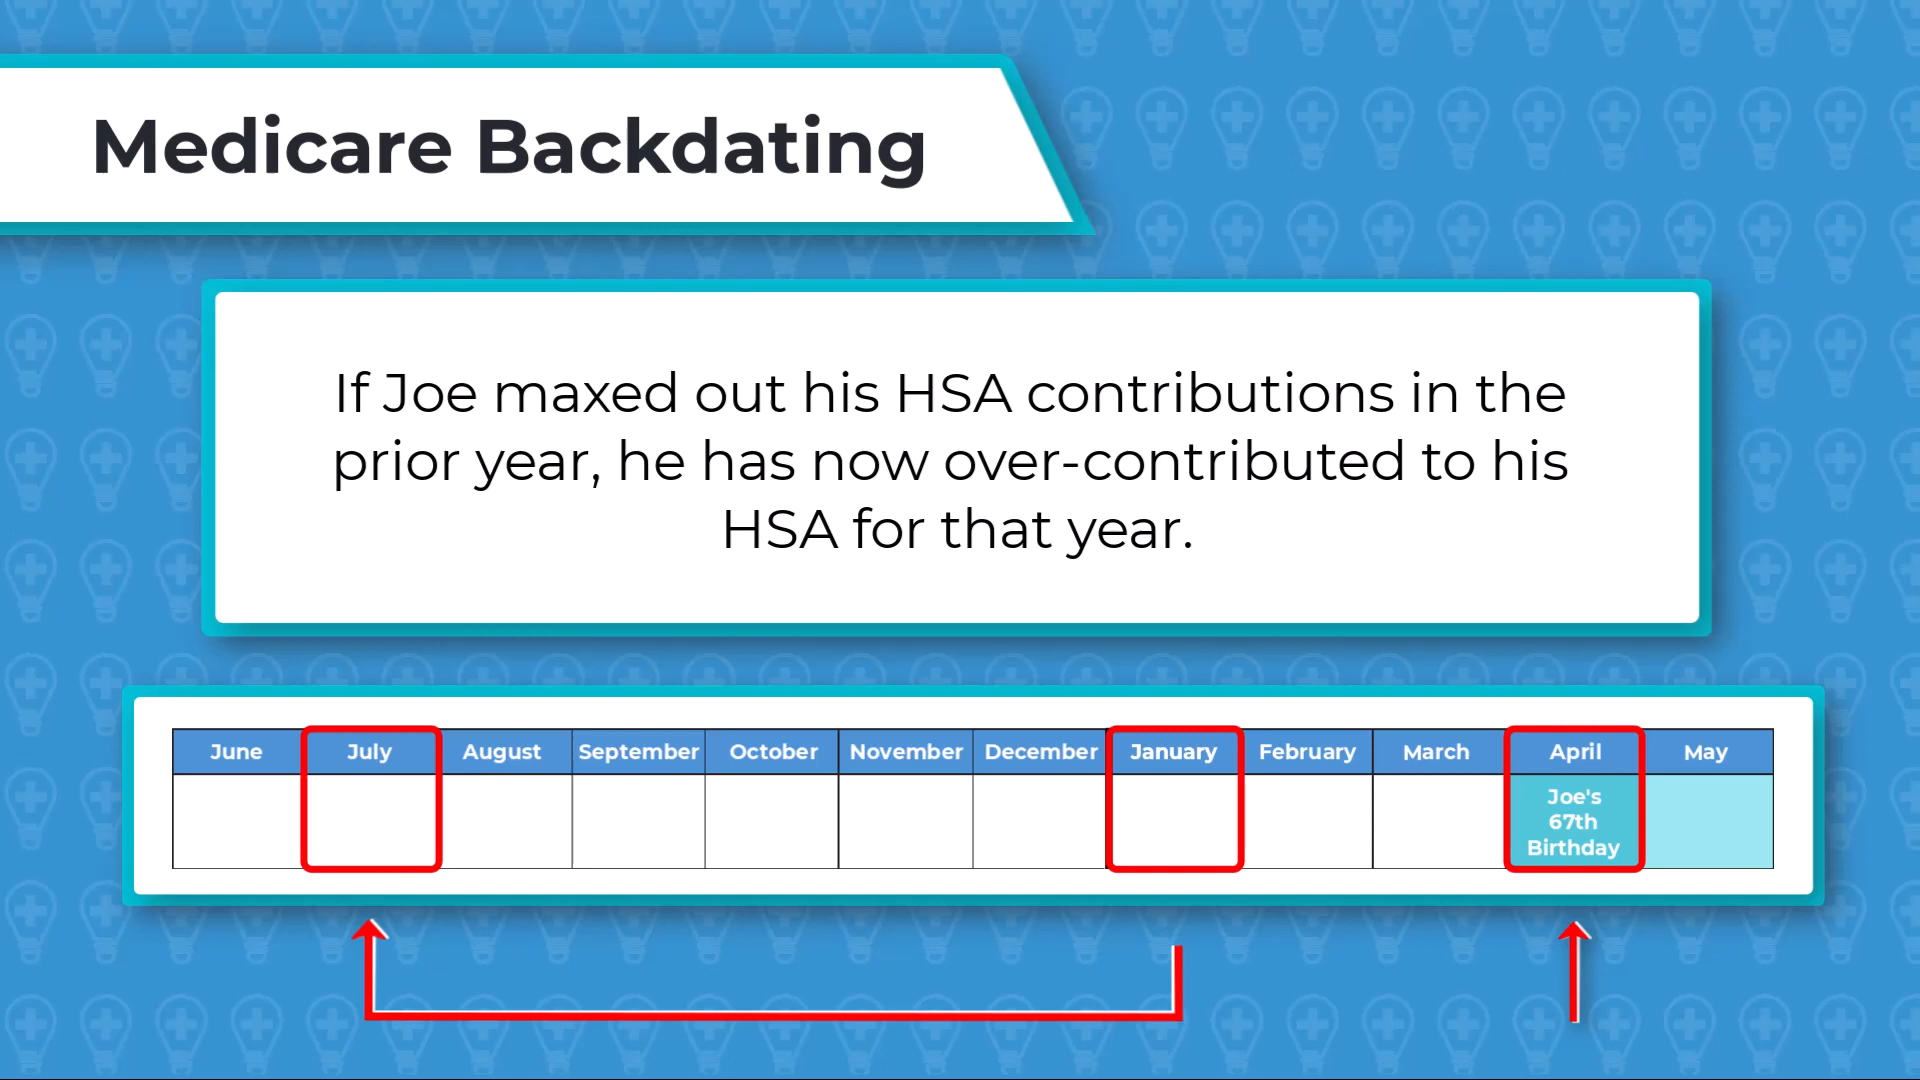 Medicare Backdating
If Joe maxed out his HSA contributions in the
prior year, he has now over-contributed to his
HSA for that year.
June July August September October November December January February March April May
Joe's
67th
Birthday